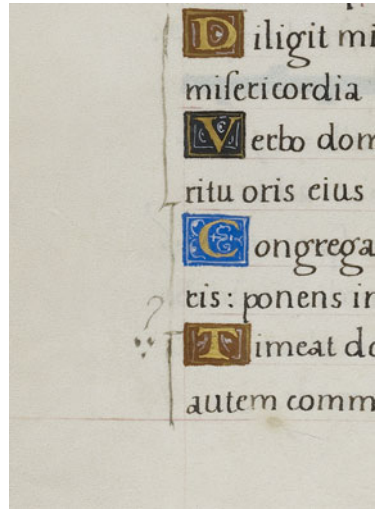 Diligit mi
misericordia
Verbo dom
ritu oris eius
Congrega
tis: ponens in
Timeat do
autem comm